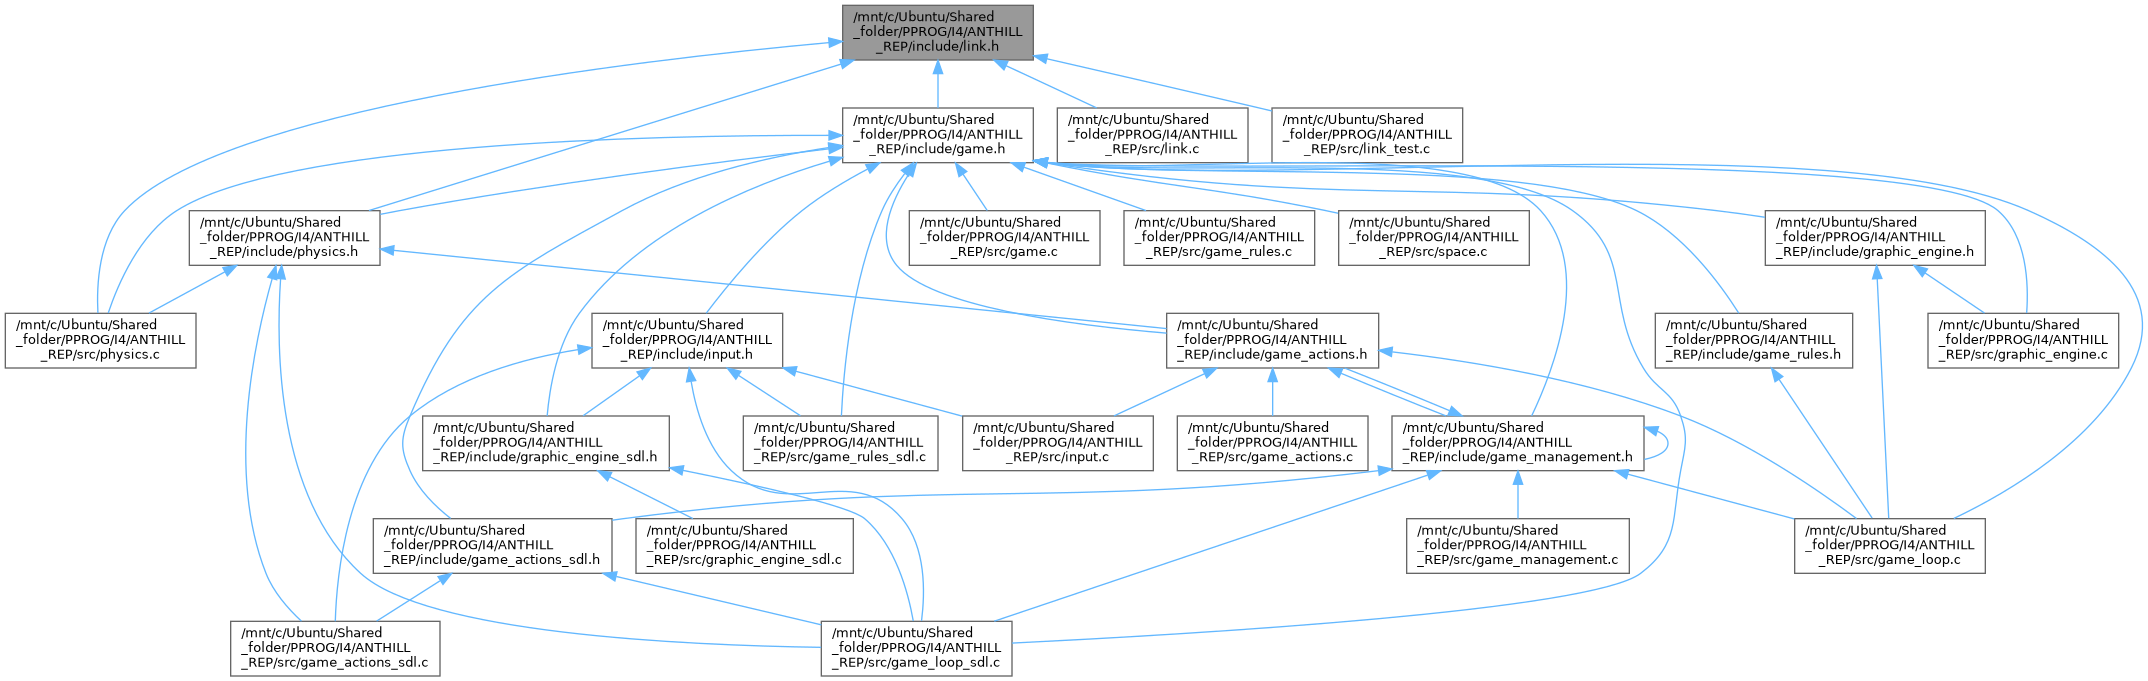 /mnt/c/Ubuntu/Shared
_folder/PPROG/I4/ANTHILL
_REP/include/link.h
/mnt/c/Ubuntu/Shared
_folder/PPROG/I4/ANTHILL
_REP/include/game.h
/mnt/c/Ubuntu/Shared
_folder/PPROG/I4/ANTHILL
_REP/src/link.c
/mnt/c/Ubuntu/Shared
_folder/PPROG/I4/ANTHILL
_REP/src/link_test.c
/mnt/c/Ubuntu/Shared
_folder/PPROG/I4/ANTHILL
_REP/include/physics.h
/mnt/c/Ubuntu/Shared
_folder/PPROG/I4/ANTHILL
_REP/src/game.c
/mnt/c/Ubuntu/Shared
_folder/PPROG/I4/ANTHILL
_REP/src/game_rules.c
/mnt/c/Ubuntu/Shared
_folder/PPROG/I4/ANTHILL
_REP/src/space.c
/mnt/c/Ubuntu/Shared
_folder/PPROG/I4/ANTHILL
_REP/include/graphic_engine.h
/mnt/c/Ubuntu/Shared
_folder/PPROG/I4/ANTHILL
_REP/src/physics.c
/mnt/c/Ubuntu/Shared
_folder/PPROG/I4/ANTHILL
_REP/include/input.h
/mnt/c/Ubuntu/Shared
_folder/PPROG/I4/ANTHILL
_REP/include/game_actions.h
/mnt/c/Ubuntu/Shared
_folder/PPROG/I4/ANTHILL
_REP/include/game_rules.h
/mnt/c/Ubuntu/Shared
_folder/PPROG/I4/ANTHILL
_REP/src/graphic_engine.c
/mnt/c/Ubuntu/Shared
_folder/PPROG/I4/ANTHILL
_REP/include/graphic_engine_sdl.h
/mnt/c/Ubuntu/Shared
_folder/PPROG/I4/ANTHILL
_REP/src/game_rules_sdl.c
/mnt/c/Ubuntu/Shared
_folder/PPROG/I4/ANTHILL
_REP/src/input.c
/mnt/c/Ubuntu/Shared
_folder/PPROG/I4/ANTHILL
_REP/src/game_actions.c
/mnt/c/Ubuntu/Shared
_folder/PPROG/I4/ANTHILL
_REP/include/game_management.h
/mnt/c/Ubuntu/Shared
_folder/PPROG/I4/ANTHILL
_REP/include/game_actions_sdl.h
/mnt/c/Ubuntu/Shared
_folder/PPROG/I4/ANTHILL
_REP/src/graphic_engine_sdl.c
/mnt/c/Ubuntu/Shared
_folder/PPROG/I4/ANTHILL
_REP/src/game_management.c
/mnt/c/Ubuntu/Shared
_folder/PPROG/I4/ANTHILL
_REP/src/game_loop.c
/mnt/c/Ubuntu/Shared
_folder/PPROG/I4/ANTHILL
_REP/src/game_actions_sdl.c
/mnt/c/Ubuntu/Shared
_folder/PPROG/I4/ANTHILL
_REP/src/game_loop_sdl.c